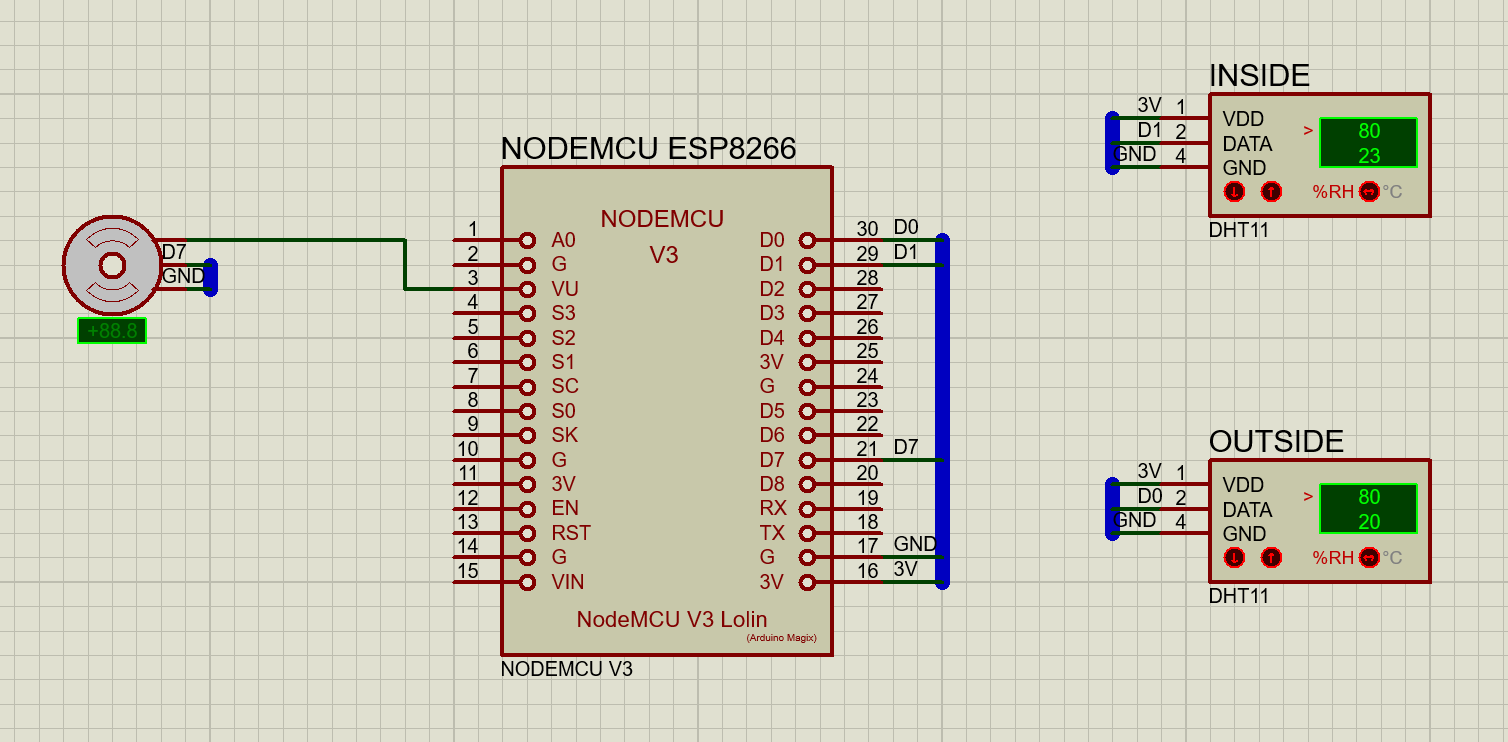 INSIDE
3V 1 VDD
D1 2 DATA
GND 4 GND
> 80
23
%RH °C
DHT11
NODEMCU ESP8266
NODEMCU
V3
1 A0 D0 30 D0
2 G D1 29 D1
3 VU D2 28
4 S3 D3 27
5 S2 D4 26
6 S1 3V 25
7 SC G 24
8 S0 D5 23
9 SK D6 22
10 G D7 21 D7
11 3V D8 20
12 EN RX 19
13 RST TX 18
14 G G 17 GND
15 VIN 3V 16 3V
NodeMCU V3 Lolin
(Arduino Magix)
NODEMCU V3
D7
GND
+88.8
OUTSIDE
3V 1 VDD
D0 2 DATA
GND 4 GND
> 80
20
%RH °C
DHT11